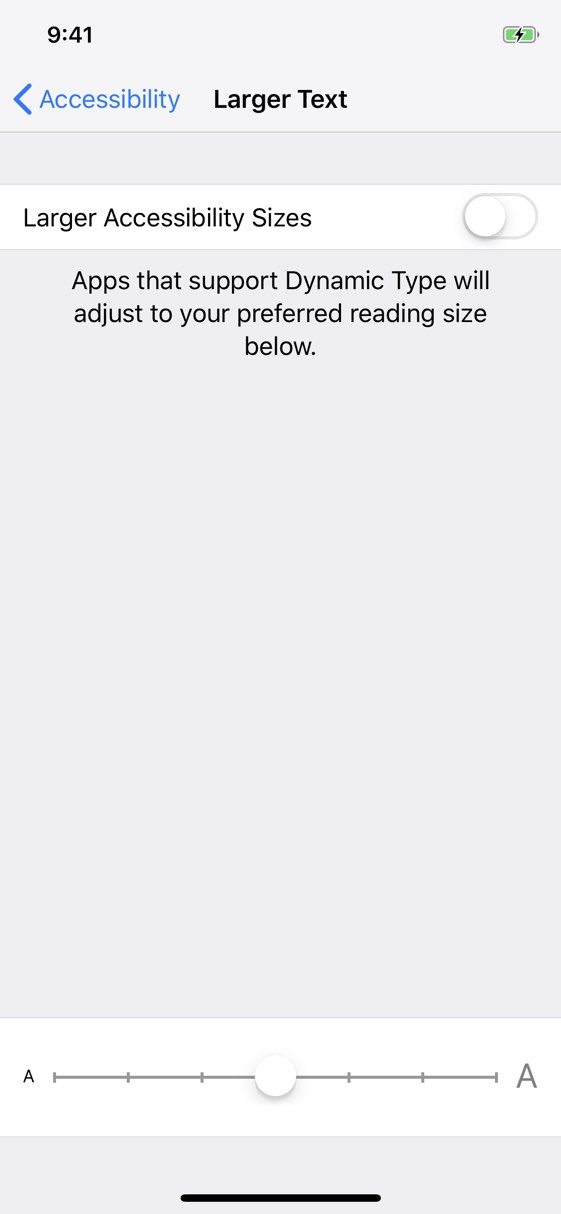 9:41
Accessibility Larger Text
Larger Accessibility Sizes
Apps that support Dynamic Type will
adjust to your preferred reading size
below.
A A